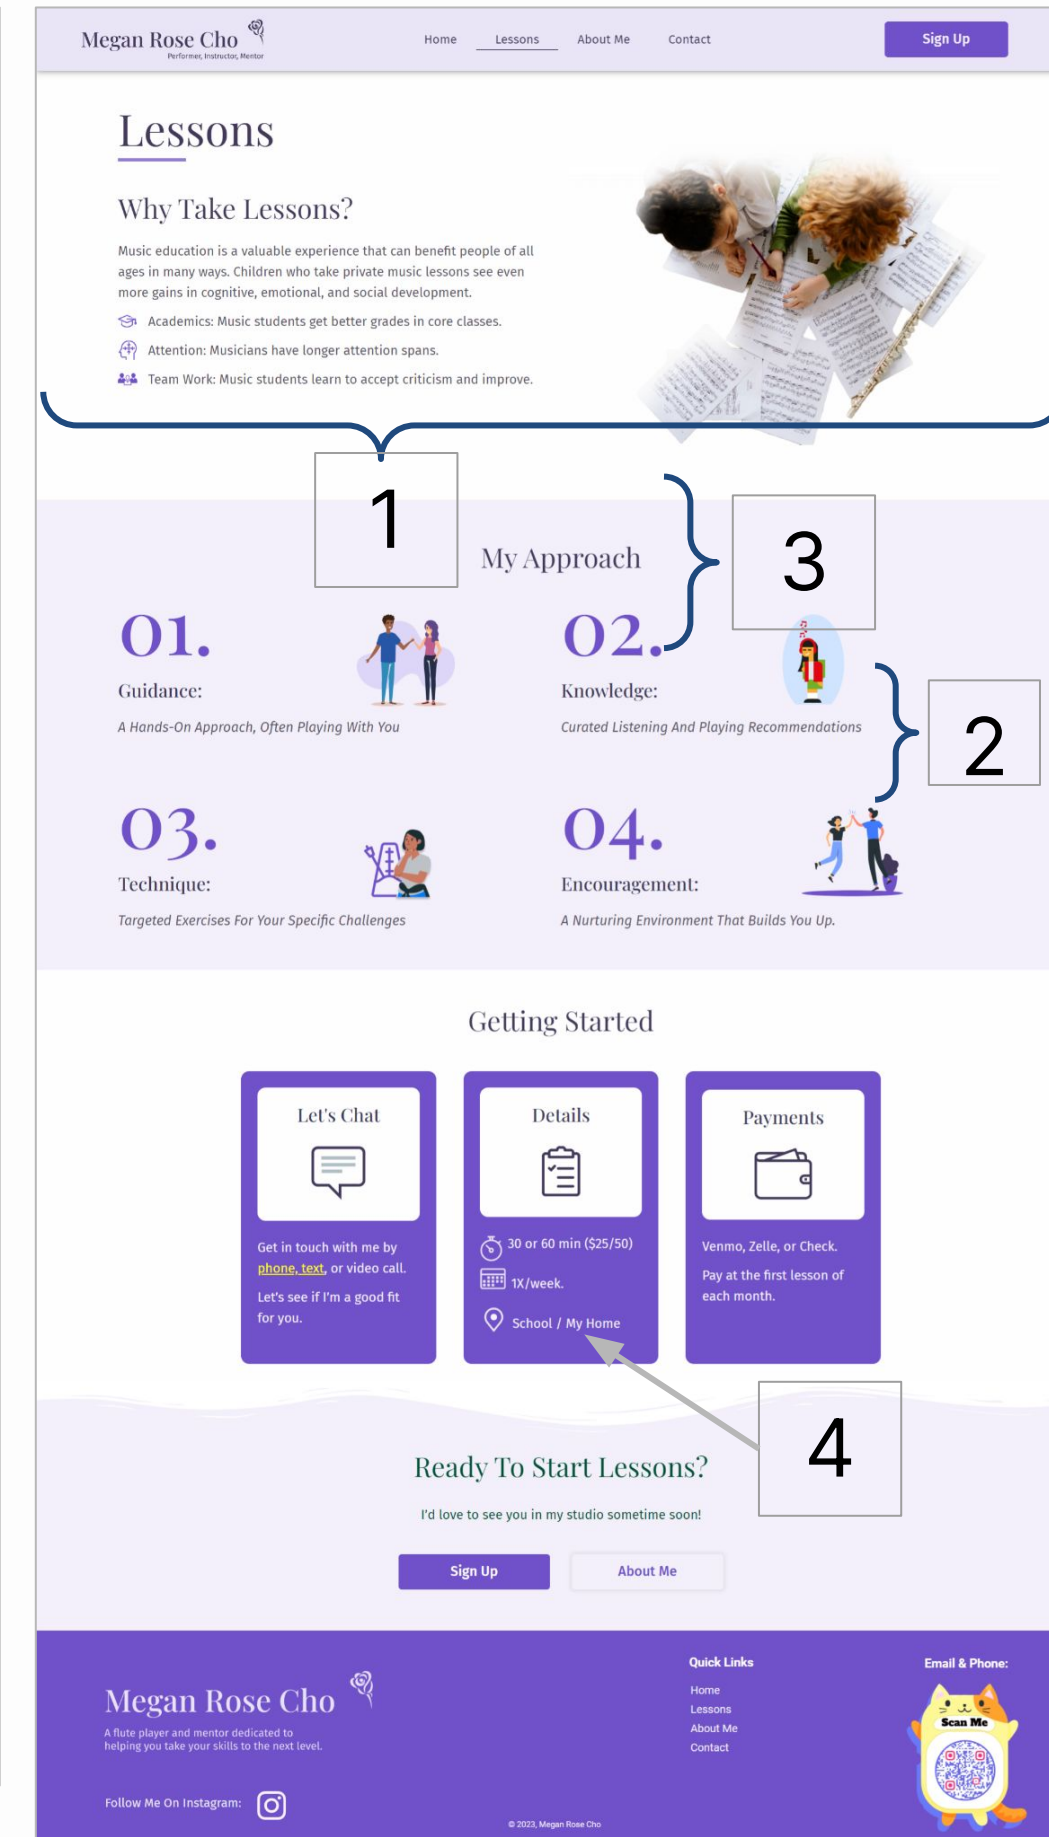 Megan Rose Cho
Performer, Instructor, Mentor
Home
Lessons
About Me
Contact
Sign Up
Lessons
Why Take Lessons?
Music education is a valuable experience that can benefit people of all
ages in many ways. Children who take private music lessons see even
more gains in cognitive, emotional, and social development.
Academics: Music students get better grades in core classes.
Attention: Musicians have longer attention spans.
Team Work: Music students learn to accept criticism and improve.
1
3
My Approach
01.
Guidance:
A Hands-On Approach, Often Playing With You
02.
Knowledge:
Curated Listening And Playing Recommendations
2
03.
Technique:
Targeted Exercises For Your Specific Challenges
04.
Encouragement:
A Nurturing Environment That Builds You Up.
Getting Started
Let's Chat
Get in touch with me by
phone, text, or video call.
Let's see if I'm a good fit
for you.
Details
30 or 60 min ($25/50)
1X/week.
School / My Home
Payments
Venmo, Zelle, or Check.
Pay at the first lesson of
each month.
4
Ready To Start Lessons?
I'd love to see you in my studio sometime soon!
Sign Up
About Me
Megan Rose Cho
A flute player and mentor dedicated to
helping you take your skills to the next level.
Follow Me On Instagram:
© 2023, Megan Rose Cho
Quick Links
Home
Lessons
About Me
Contact
Email & Phone:
Scan Me